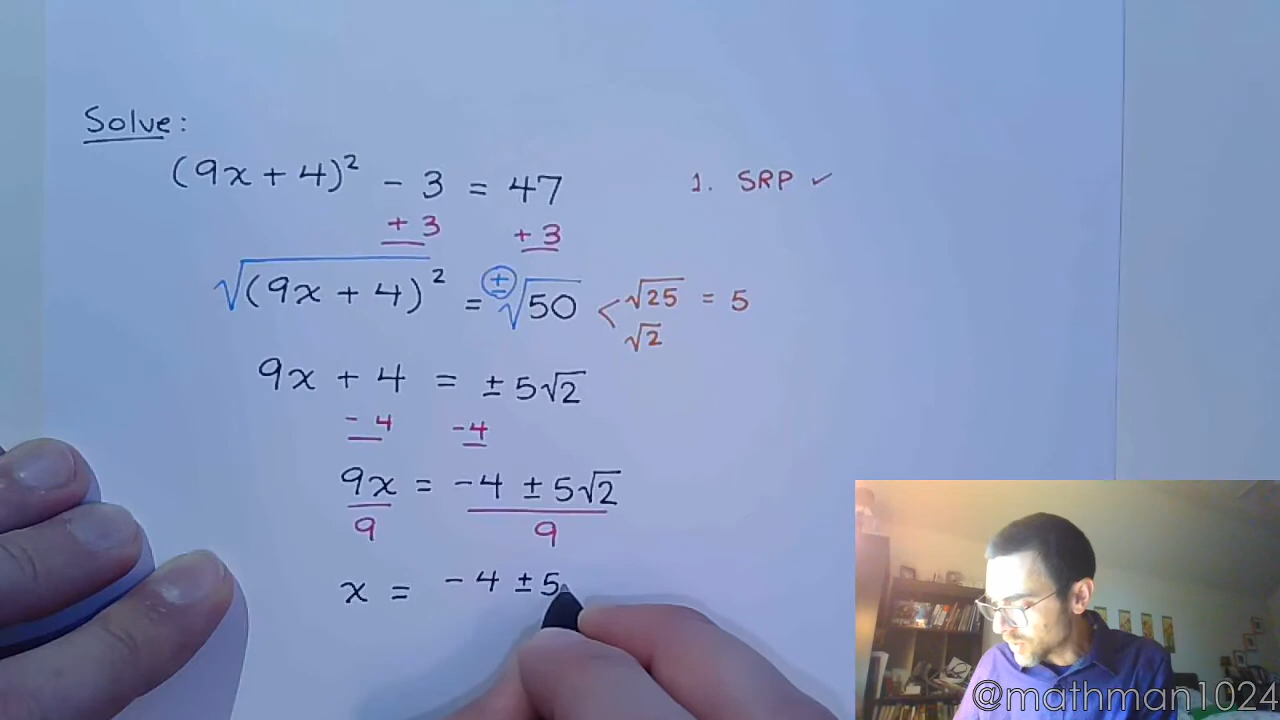 Solve:
(9x + 4)² - 3 = 47
1. SRP ✓
+ 3 + 3
√(9x + 4)² = ±√50 < √25 = 5
√2
9x + 4 = ± 5√2
- 4 -4
9x = -4 ± 5√2
9 9
x = - 4 ± 5
@mathman1024